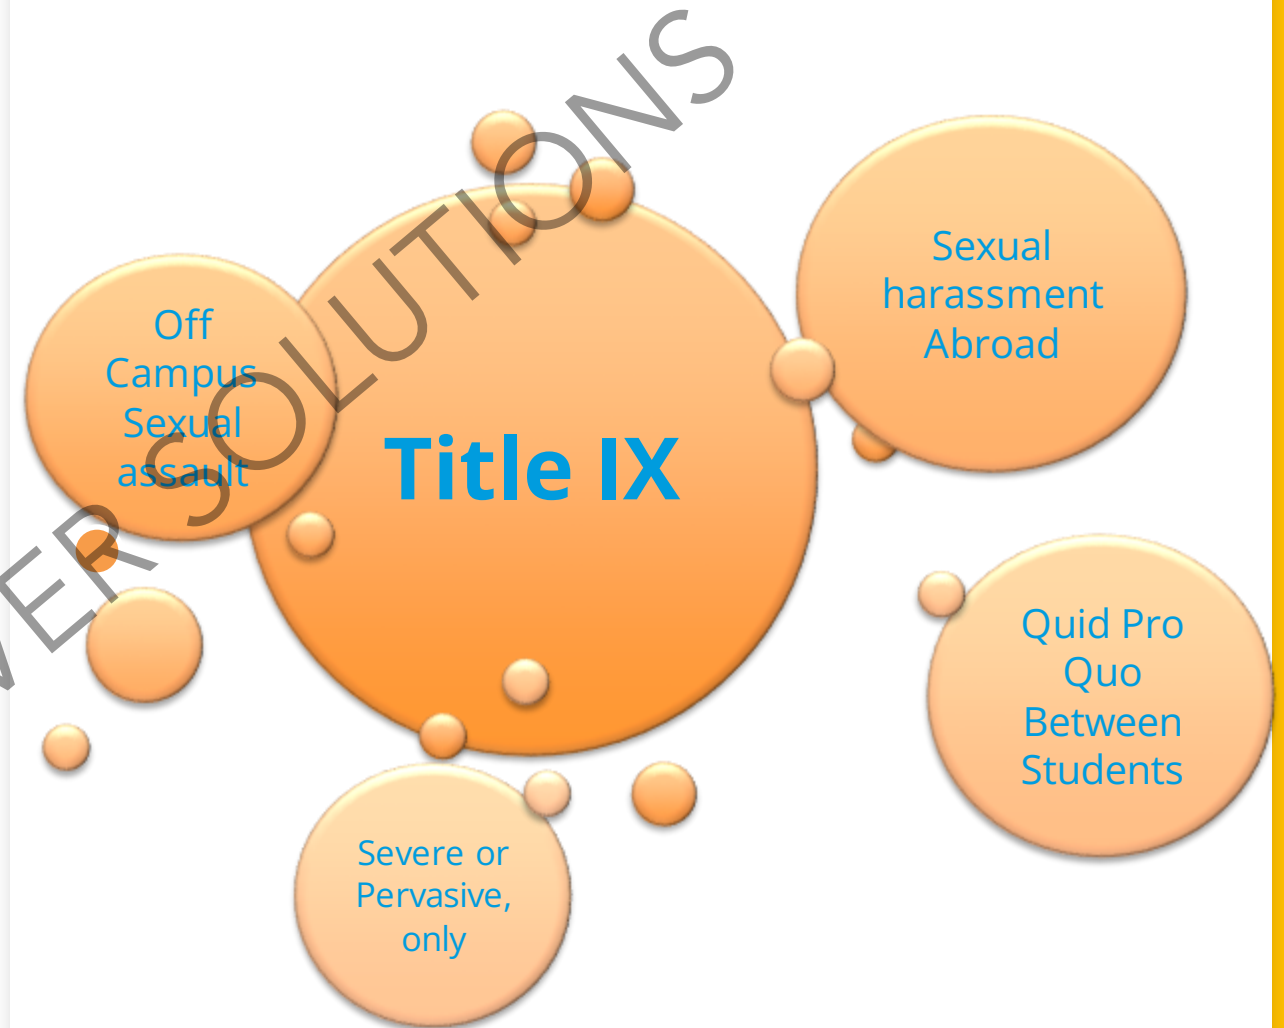 Sexual
harassment
Abroad
Off
Campus
Sexual
assault
Title IX
Quid Pro
Quo
Between
Students
Severe or
Pervasive,
only
SOLUTIONS